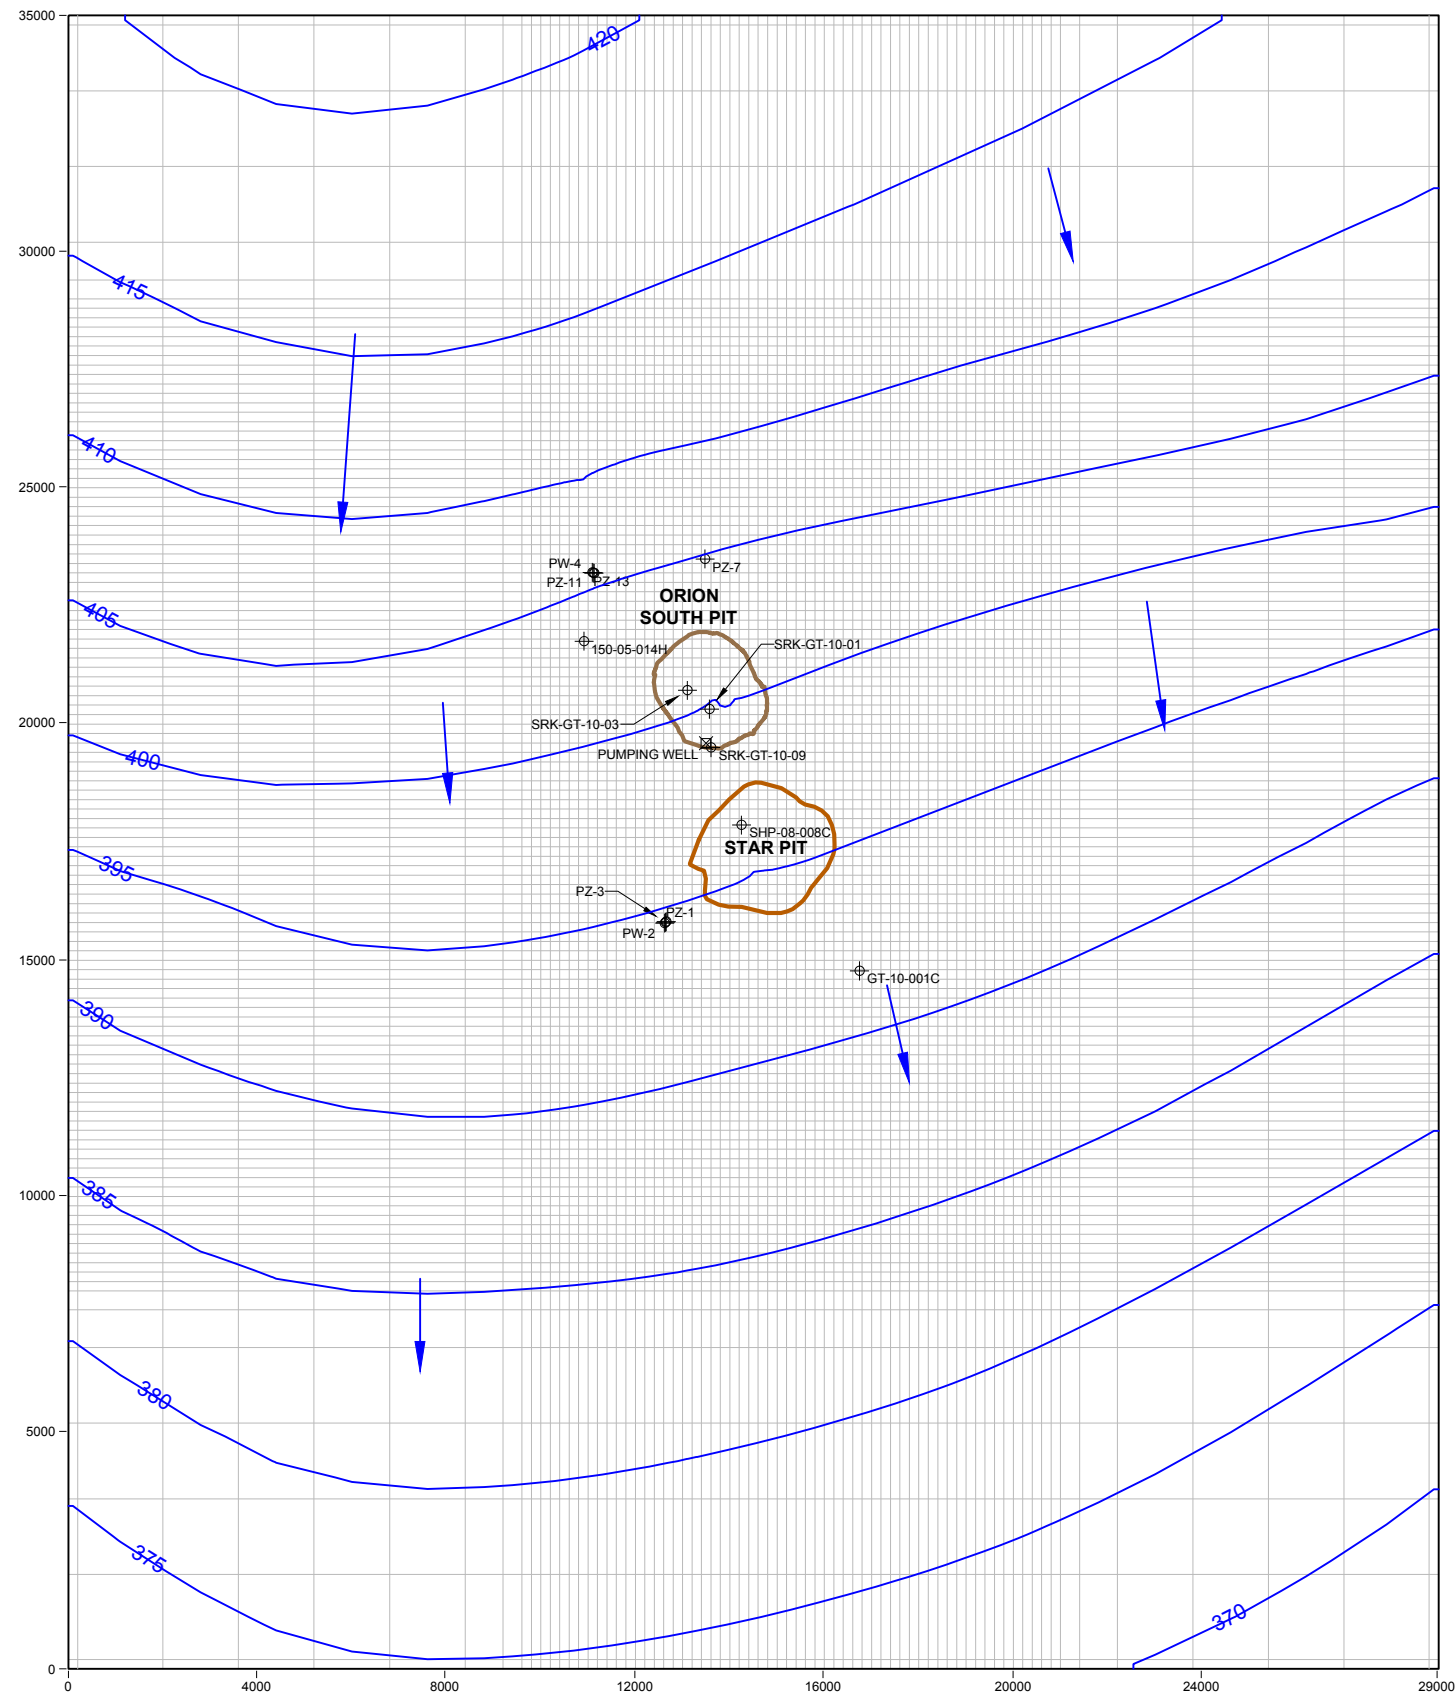 35000
420
30000
415
410
25000
PW-4
PZ-11
PZ-13
PZ-7
ORION
SOUTH PIT
405
150-05-014H
SRK-GT-10-01
20000
SRK-GT-10-03
PUMPING WELL
SRK-GT-10-09
400
SHP-08-008C
STAR PIT
395
PZ-3
PZ-1
PW-2
15000
GT-10-001C
390
10000
385
380
5000
375
370
0
0
4000
8000
12000
16000
20000
24000
29000